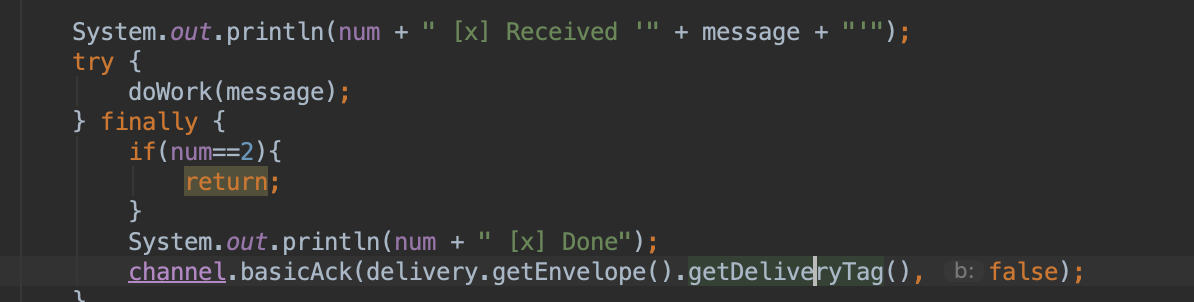 System.out.println(num + " [x] Received '" + message + "'");
try {
doWork(message);
} finally {
if(num==2){
return;
}
System.out.println(num + " [x] Done");
channel.basicAck(delivery.getEnvelope().getDeliveryTag(), b: false);
}